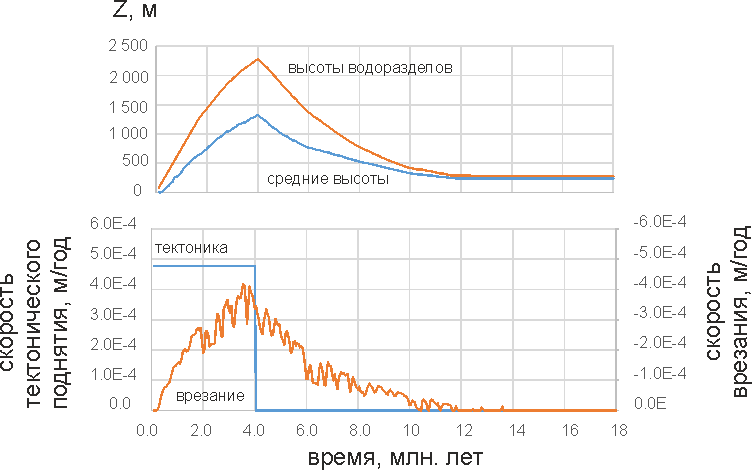 Z, м
2 500
2 000
1 500
1 000
500
0
высоты водоразделов
средние высоты
скорость
тектонического
поднятия, м/год
6.0E-4
5.0E-4
4.0E-4
3.0E-4
2.0E-4
1.0E-4
0.0
тектоника
врезание
-6.0E-4
-5.0E-4
-4.0E-4
-3.0E-4
-2.0E-4
-1.0E-4
0.0E
скорость
врезания, м/год
0.0 2.0 4.0 6.0 8.0 10 12 14 16 18
время, млн. лет